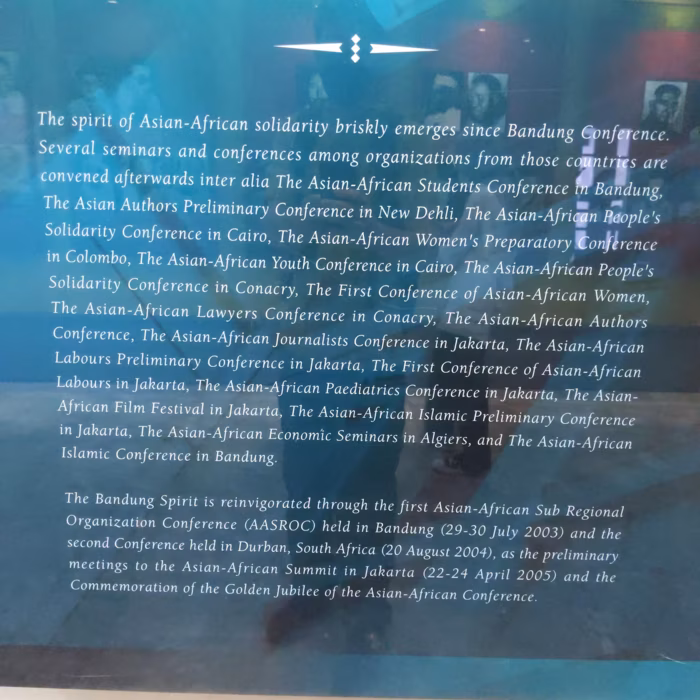 The spirit of Asian-African solidarity briskly emerges since Bandung Conference.
Several seminars and conferences among organizations from those countries are
convened afterwards inter alia The Asian-African Students Conference in Bandung,
The Asian Authors Preliminary Conference in New Dehli, The Asian-African People's
Solidarity Conference in Cairo, The Asian-African Women's Preparatory Conference
in Colombo, The Asian-African Youth Conference in Cairo, The Asian-African People's
Solidarity Conference in Conacry, The First Conference of Asian-African Women,
The Asian-African Lawyers Conference in Conacry, The Asian-African Authors
Conference, The Asian-African Journalists Conference in Jakarta, The Asian-African
Labours Preliminary Conference in Jakarta, The First Conference of Asian-African
Labours in Jakarta, The Asian-African Paediatrics Conference in Jakarta, The Asian-
African Film Festival in Jakarta, The Asian-African Islamic Preliminary Conference
in Jakarta, The Asian-African Economic Seminars in Algiers, and The Asian-African
Islamic Conference in Bandung.
The Bandung Spirit is reinvigorated through the first Asian-African Sub Regional
Organization Conference (AASROC) held in Bandung (29-30 July 2003) and the
second Conference held in Durban, South Africa (20 August 2004), as the preliminary
meetings to the Asian-African Summit in Jakarta (22-24 April 2005) and the
Commemoration of the Golden Jubilee of the Asian-African Conference.